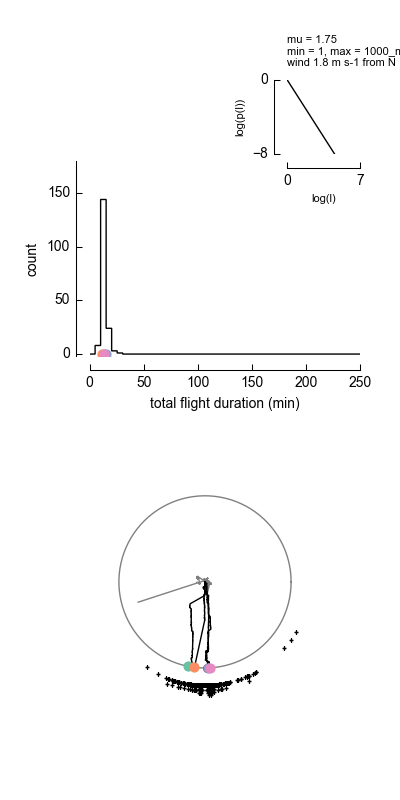 mu = 1.75
min = 1, max = 1000_m
wind 1.8 m s-1 from N
0
log(p(l))
−8
0 7
log(l)
150
100
50
0
count
0 50 100 150 200 250
total flight duration (min)